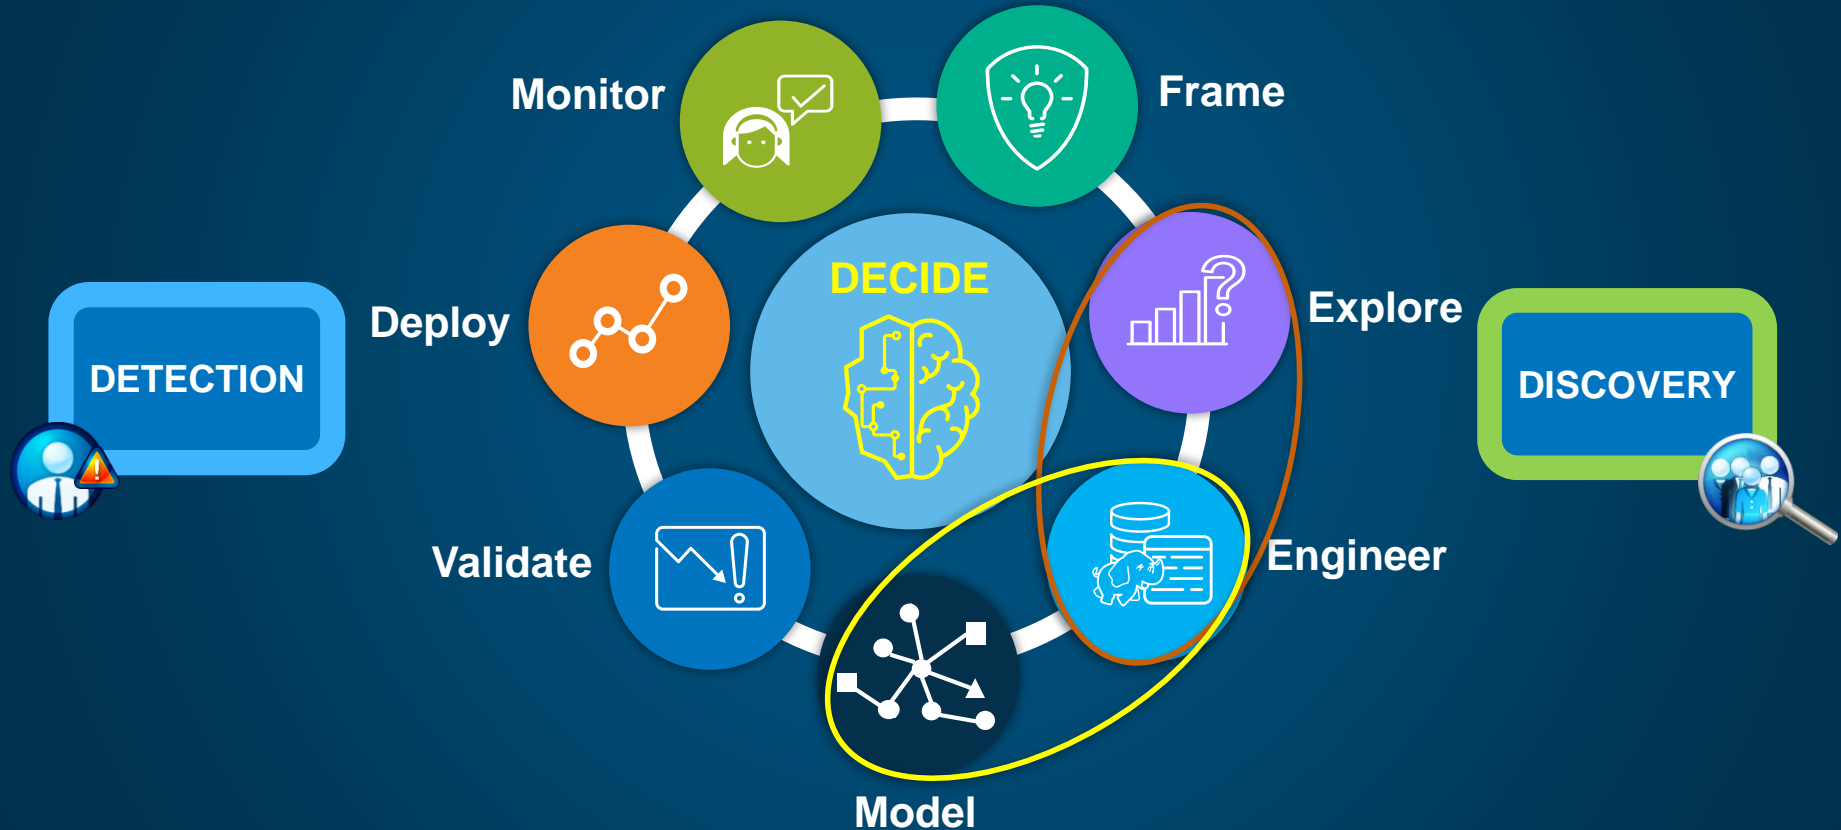 Monitor
Frame
DECIDE
Deploy
Explore
DETECTION
DISCOVERY
Validate
Engineer
Model